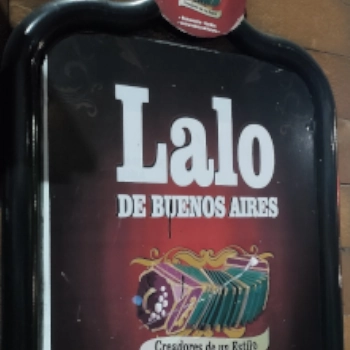 Lalo
DE BUENOS AIRES
Creadores de un Estilo